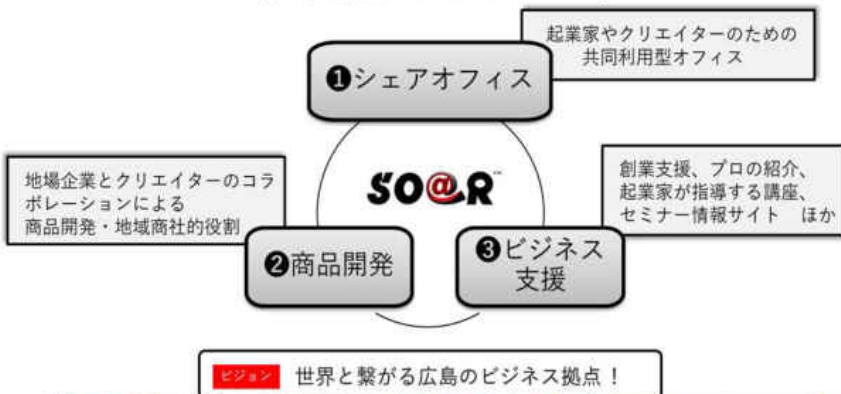 起業家やクリエイターのための
共同利用型オフィス
❶シェアオフィス
地場企業とクリエイターのコラ
ボレーションによる
商品開発・地域商社的役割
SO@R™
創業支援、プロの紹介、
起業家が指導する講座、
セミナー情報サイト　ほか
❷商品開発
❸ビジネス
支援
ビジョン 世界と繋がる広島のビジネス拠点！